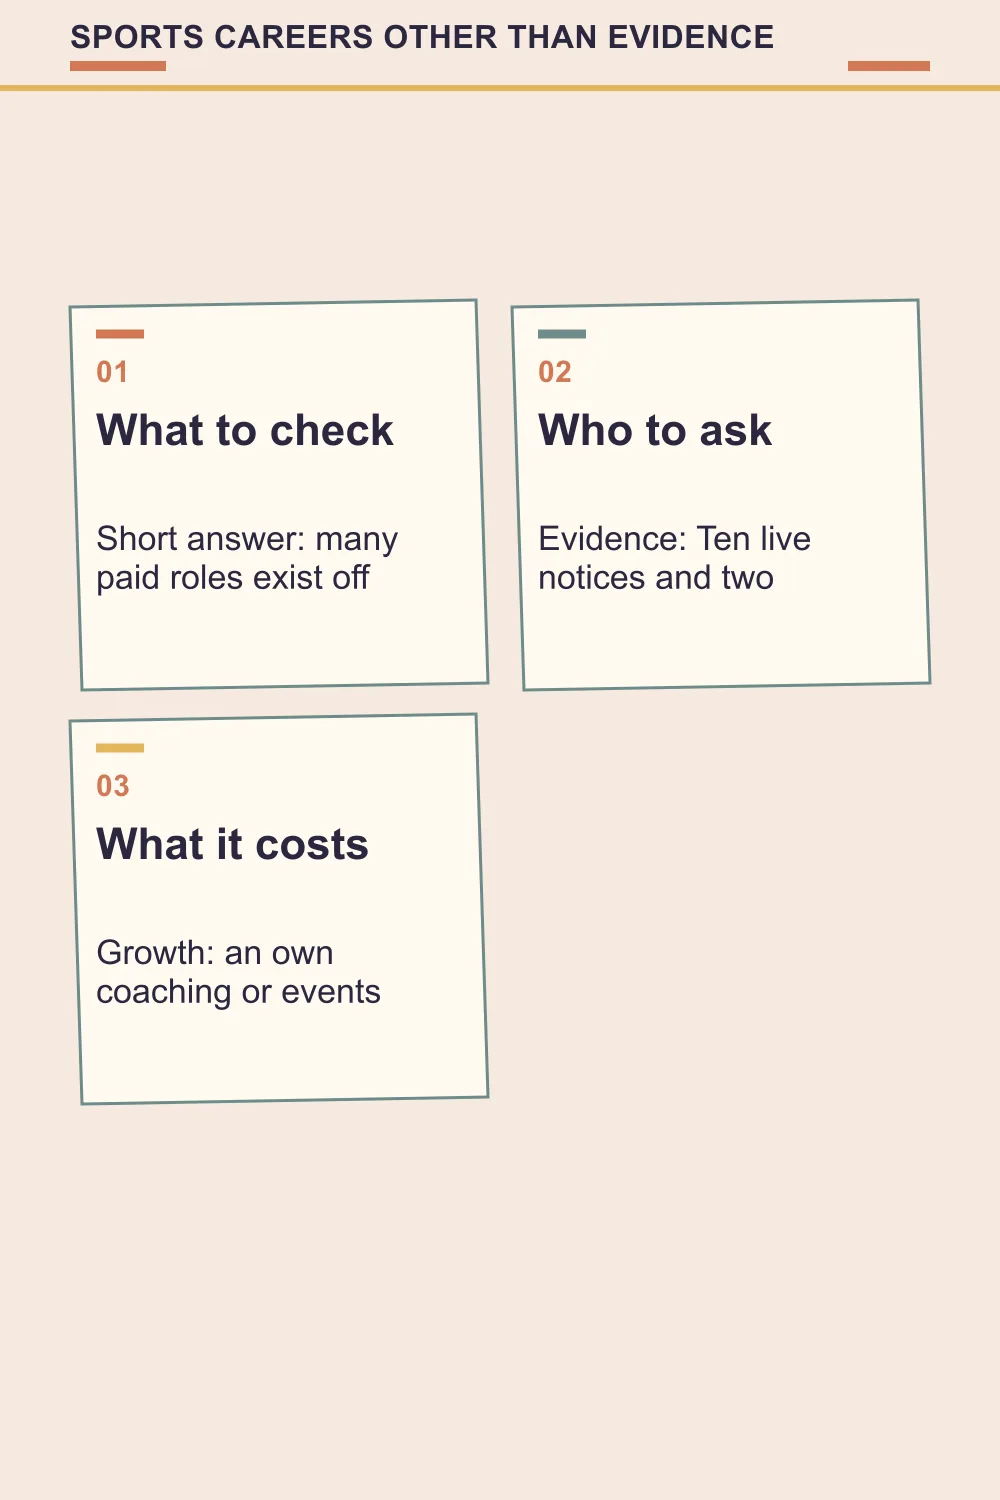 SPORTS CAREERS OTHER THAN EVIDENCE
01
What to check
Short answer: many
paid roles exist off
02
Who to ask
Evidence: Ten live
notices and two
03
What it costs
Growth: an own
coaching or events